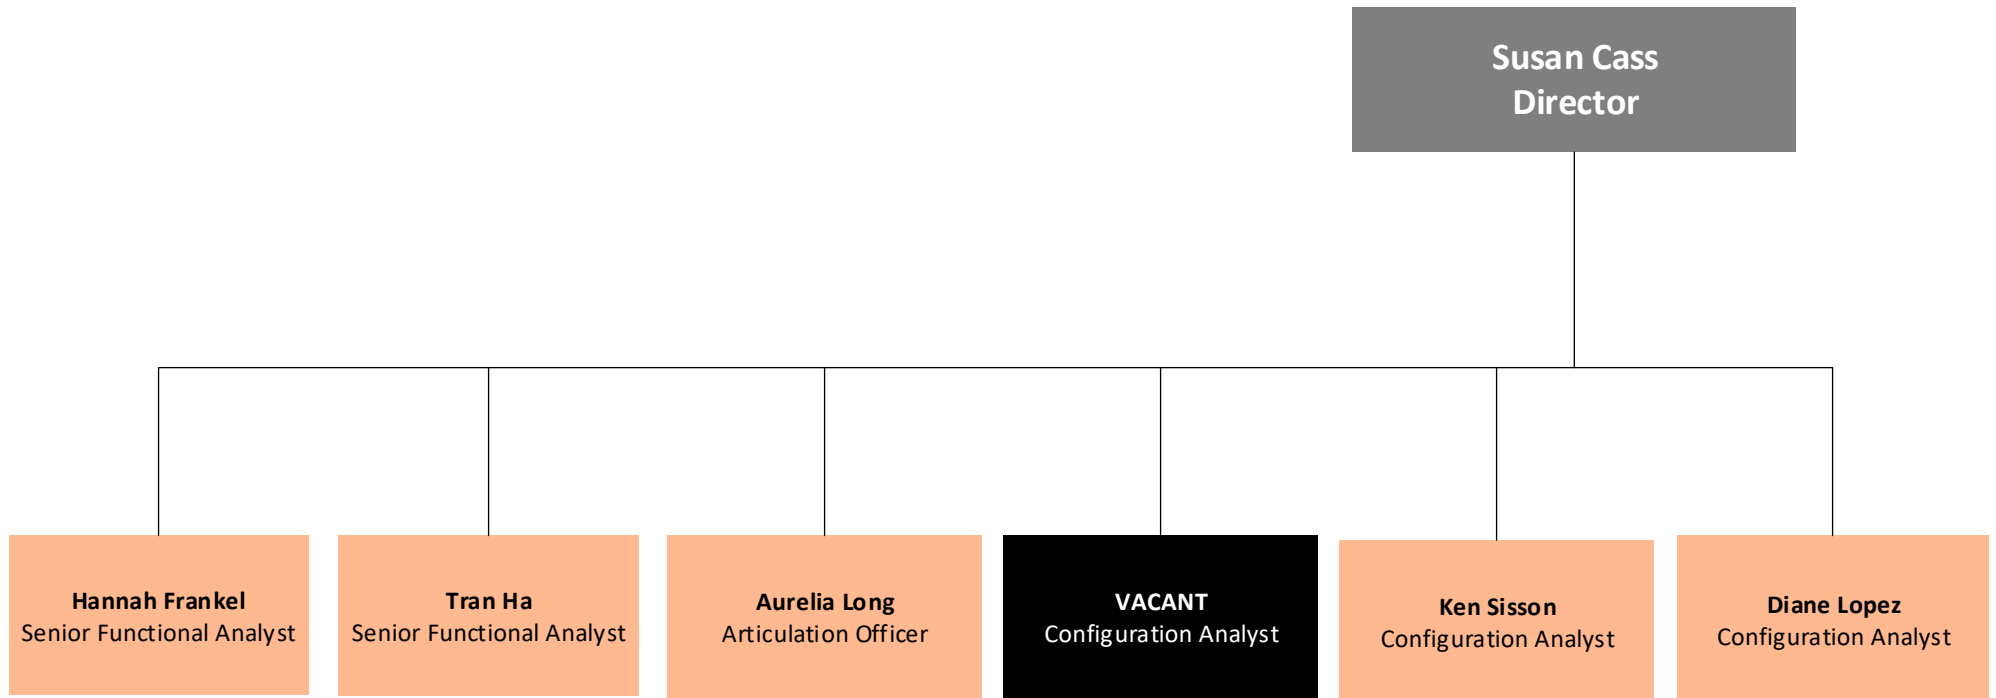 Susan Cass
Director
Hannah Frankel
Senior Functional Analyst
Tran Ha
Senior Functional Analyst
Aurelia Long
Articulation Officer
VACANT
Configuration Analyst
Ken Sisson
Configuration Analyst
Diane Lopez
Configuration Analyst